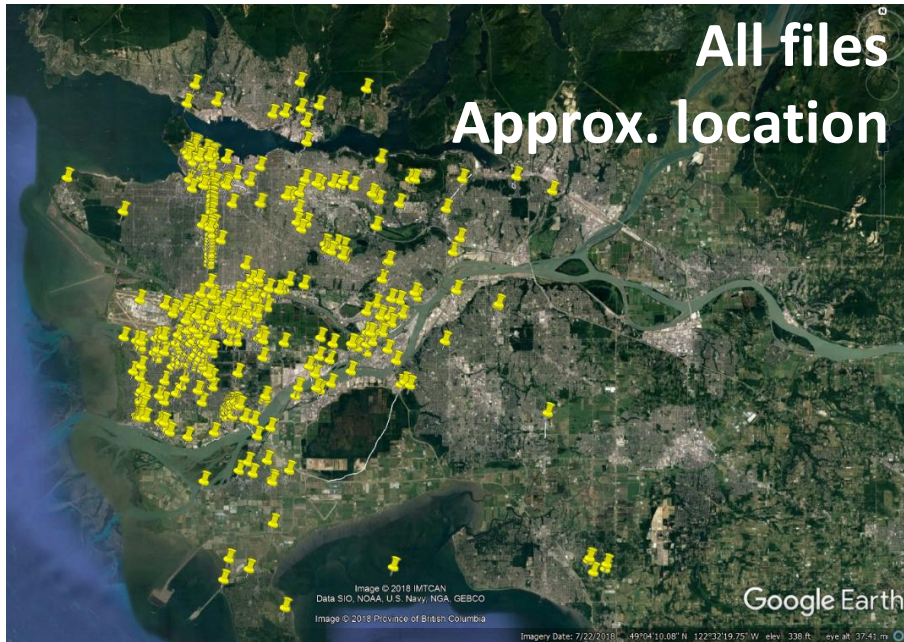 All files
Approx. location
N
Image © 2018 IMTCAN
Data SIO, NOAA, U.S. Navy, NGA, GEBCO
Image © 2018 Province of British Columbia
Google Earth
Imagery Date: 7/22/2018 49°04'10.08" N 122°32'19.75" W elev 338 ft eye alt 37.41 mi